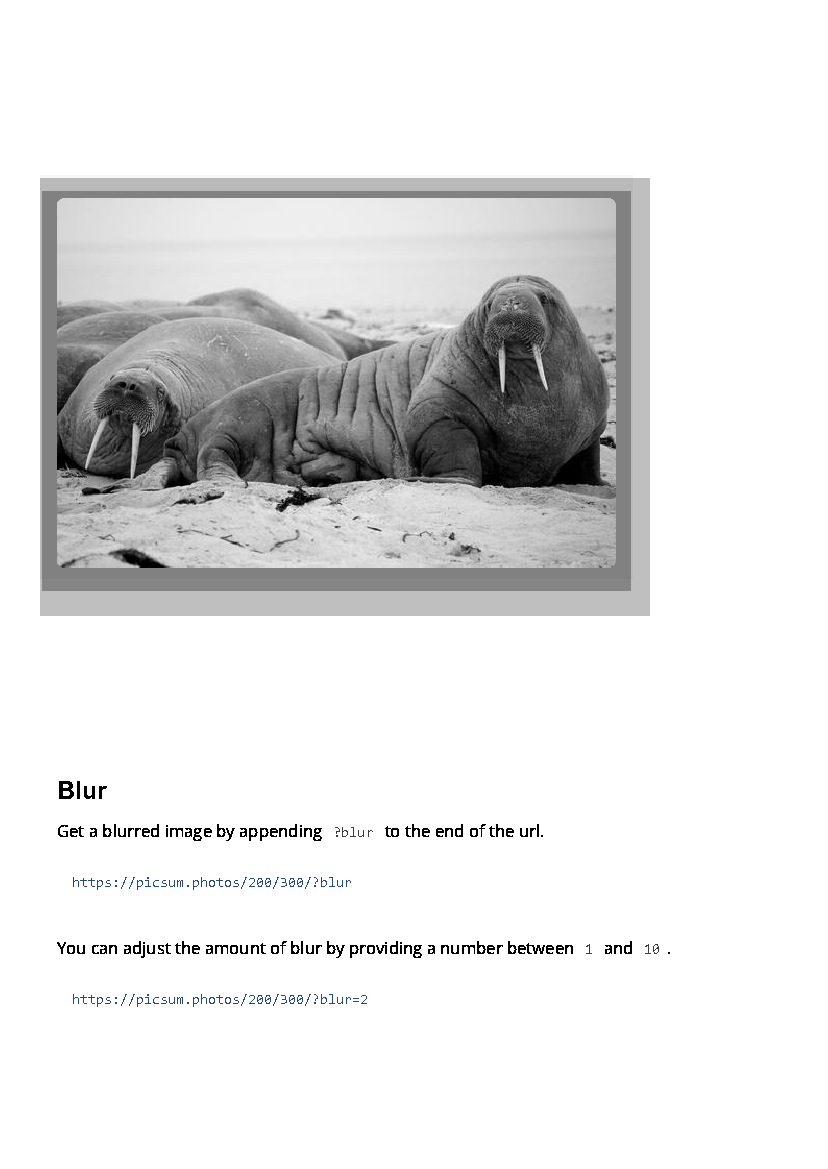 Blur
Get a blurred image by appending ?blur to the end of the url.
https://picsum.photos/200/300/?blur
You can adjust the amount of blur by providing a number between 1 and 10 .
https://picsum.photos/200/300/?blur=2